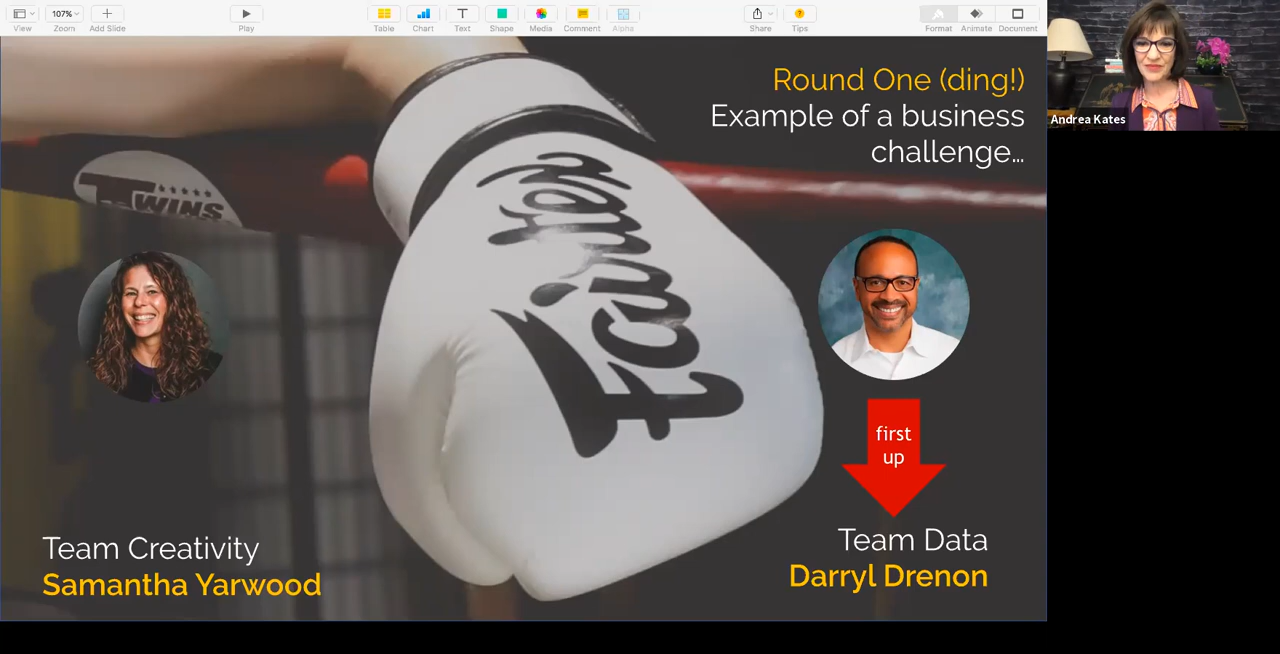 View
107%
Zoom
Add Slide
Play
Table
Chart
Text
Shape
Media
Comment
Alpha
Share
Tips
Format
Animate
Document
Andrea Kates
Round One (ding!)
Example of a business
challenge...
TWINS
Fairtex
first
up
Team Creativity
Samantha Yarwood
Team Data
Darryl Drenon